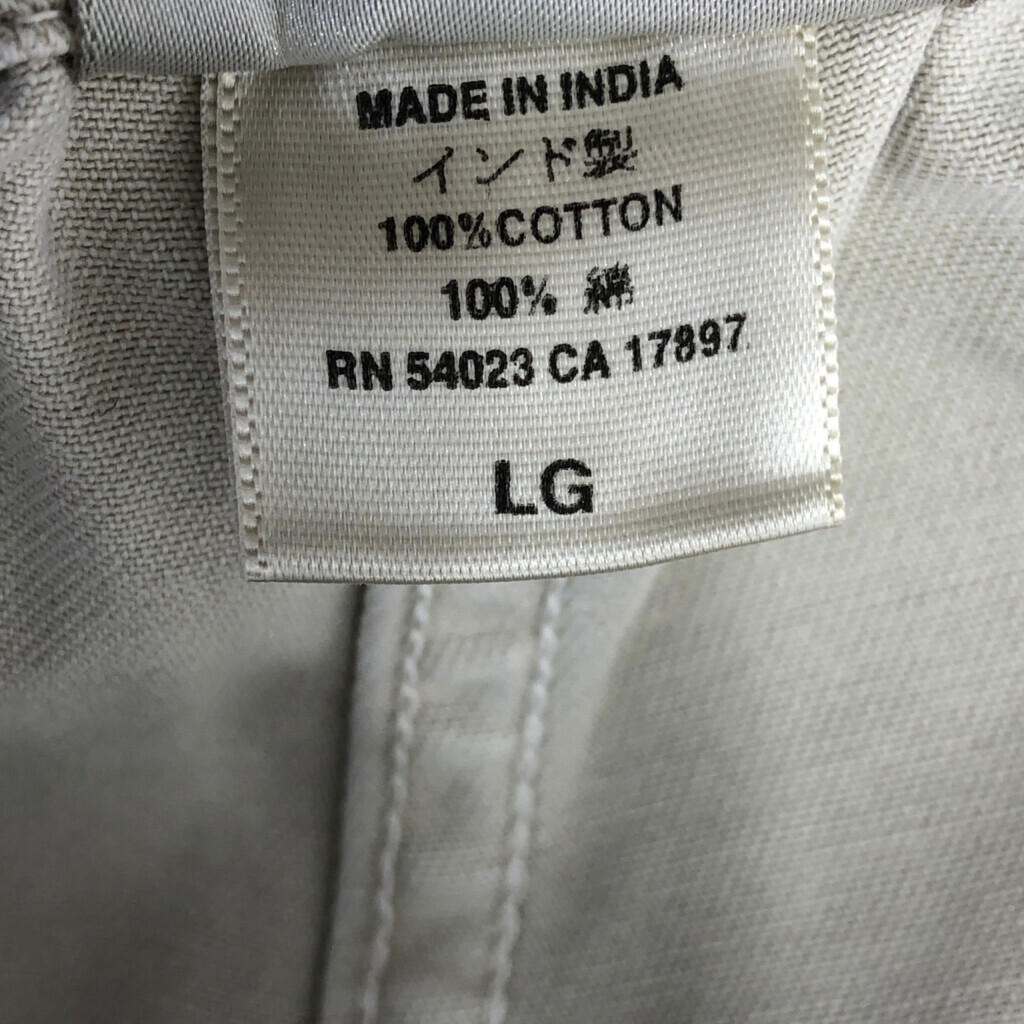 MADE IN INDIA
インド製
100%COTTON
100% 綿
RN 54023 CA 17897
LG